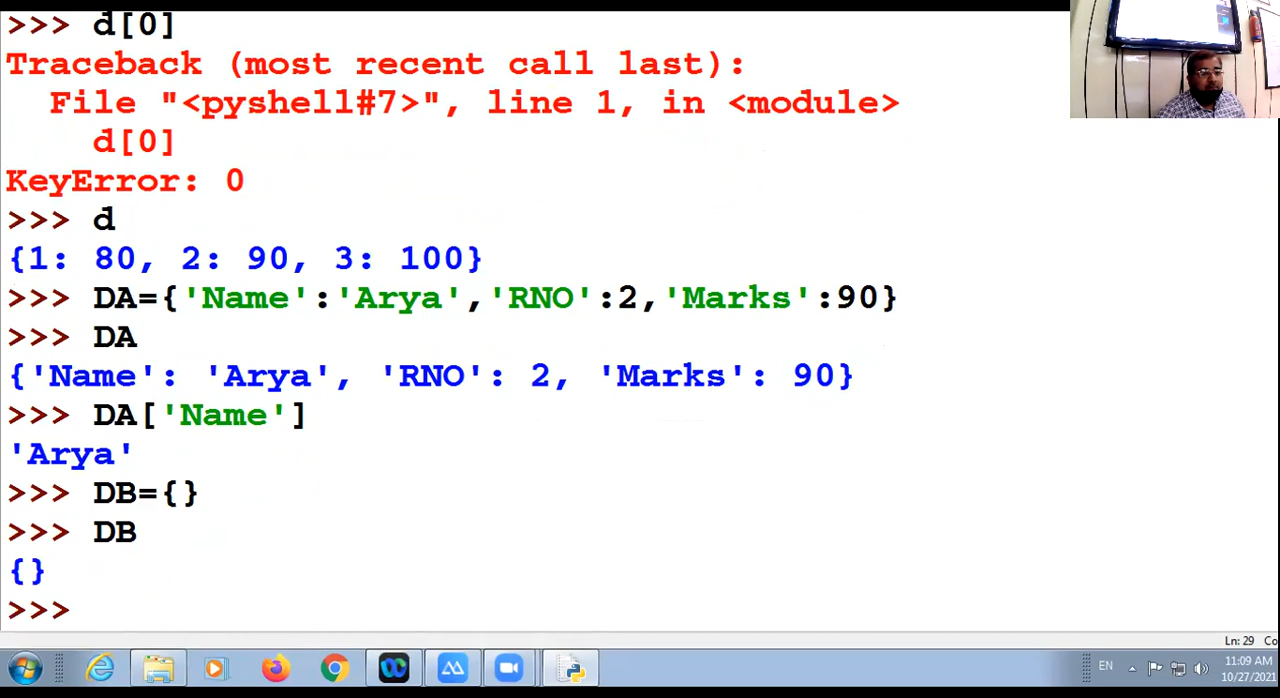 >>> d[0]
Traceback (most recent call last):
  File "<pyshell#7>", line 1, in <module>
    d[0]
KeyError: 0
>>> d
{1: 80, 2: 90, 3: 100}
>>> DA={'Name':'Arya','RNO':2,'Marks':90}
>>> DA
{'Name': 'Arya', 'RNO': 2, 'Marks': 90}
>>> DA['Name']
'Arya'
>>> DB={}
>>> DB
{}
>>>
Ln: 29 Co
EN 11:09 AM
10/27/2021